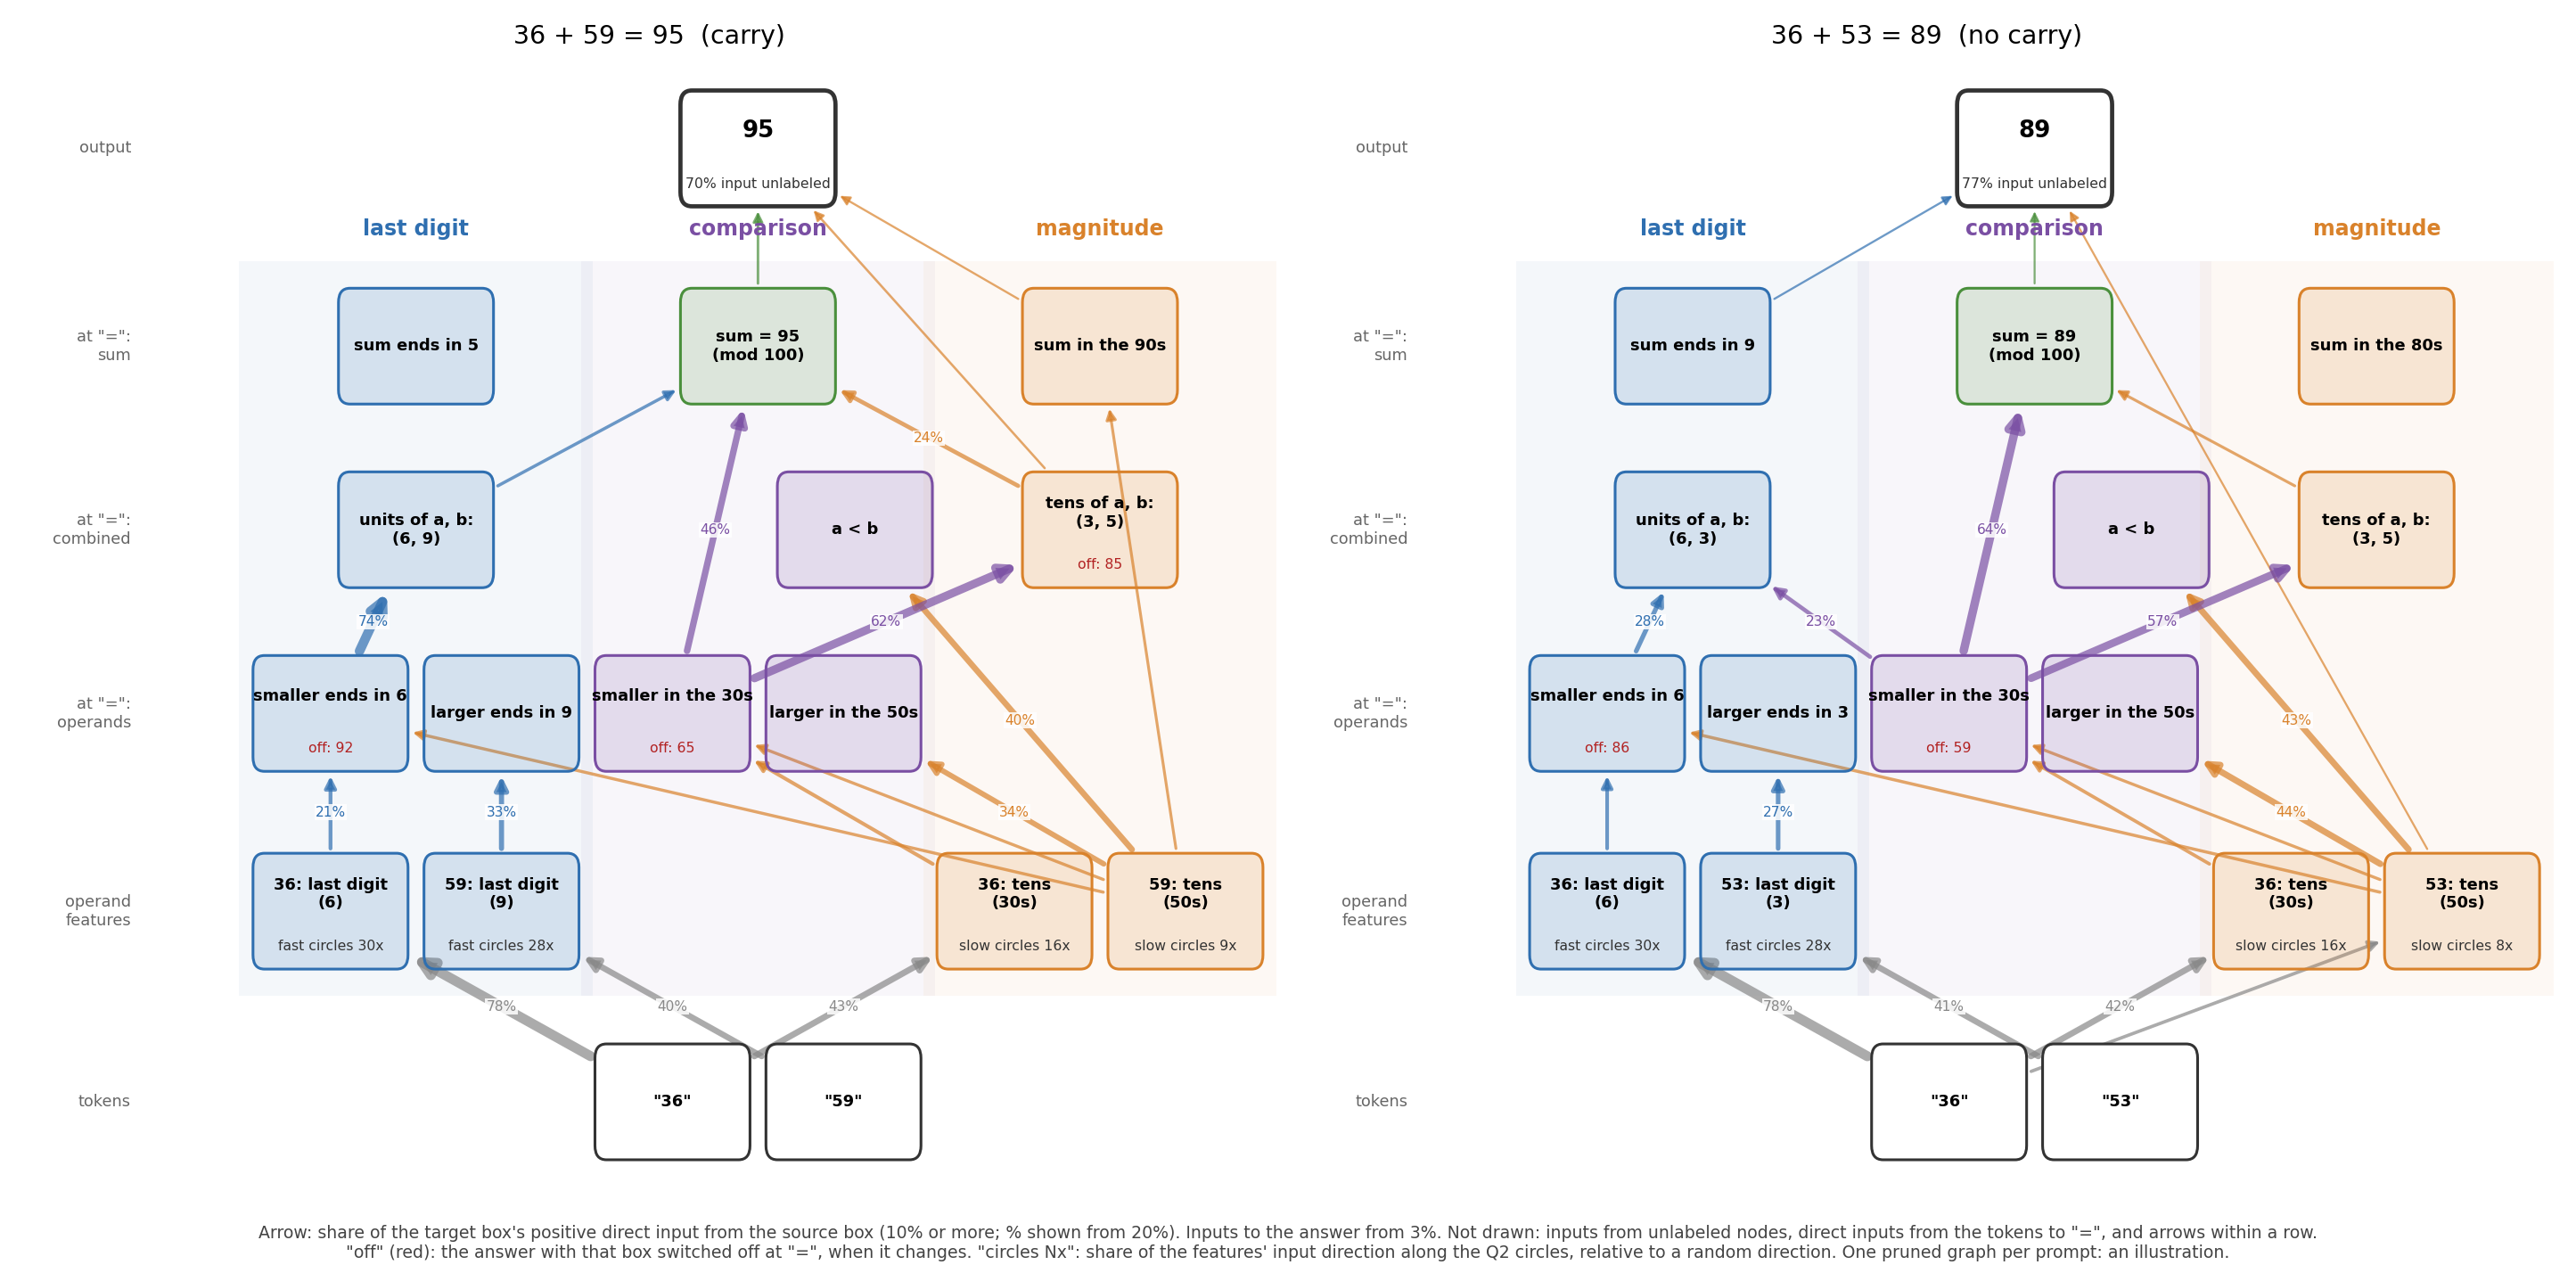 36 + 59 = 95  (carry)
output
95
70% input unlabeled
last digit
comparison
magnitude
at "=":
sum
sum ends in 5
sum = 95
(mod 100)
sum in the 90s
24%
at "=":
combined
units of a, b:
(6, 9)
46%
a < b
tens of a, b:
(3, 5)
off: 85
74%
62%
at "=":
operands
smaller ends in 6
off: 92
larger ends in 9
smaller in the 30s
off: 65
larger in the 50s
40%
21%
33%
34%
operand
features
36: last digit
(6)
fast circles 30x
59: last digit
(9)
fast circles 28x
36: tens
(30s)
slow circles 16x
59: tens
(50s)
slow circles 9x
78%
40%
43%
tokens
"36"
"59"
36 + 53 = 89  (no carry)
output
89
77% input unlabeled
last digit
comparison
magnitude
at "=":
sum
sum ends in 9
sum = 89
(mod 100)
sum in the 80s
at "=":
combined
units of a, b:
(6, 3)
64%
a < b
tens of a, b:
(3, 5)
28%
23%
57%
at "=":
operands
smaller ends in 6
off: 86
larger ends in 3
smaller in the 30s
off: 59
larger in the 50s
43%
27%
44%
operand
features
36: last digit
(6)
fast circles 30x
53: last digit
(3)
fast circles 28x
36: tens
(30s)
slow circles 16x
53: tens
(50s)
slow circles 8x
78%
41%
42%
tokens
"36"
"53"
Arrow: share of the target box's positive direct input from the source box (10% or more; % shown from 20%). Inputs to the answer from 3%. Not drawn: inputs from unlabeled nodes, direct inputs from the tokens to "=", and arrows within a row.
"off" (red): the answer with that box switched off at "=", when it changes. "circles Nx": share of the features' input direction along the Q2 circles, relative to a random direction. One pruned graph per prompt: an illustration.